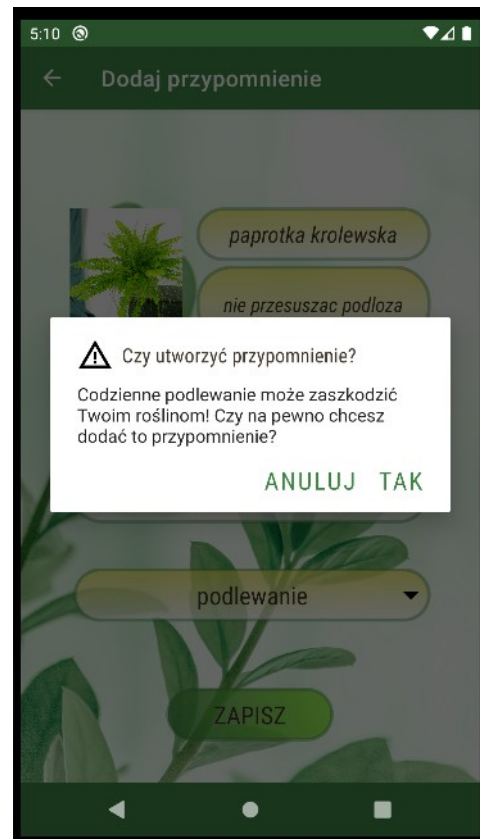 5:10
Dodaj przypomnienie
paprotka krolewska
nie przesuszac podloza
Czy utworzyć przypomnienie?
Codzienne podlewanie może zaszkodzić
Twoim roślinom! Czy na pewno chcesz
dodać to przypomnienie?
ANULUJ TAK
podlewanie
ZAPISZ